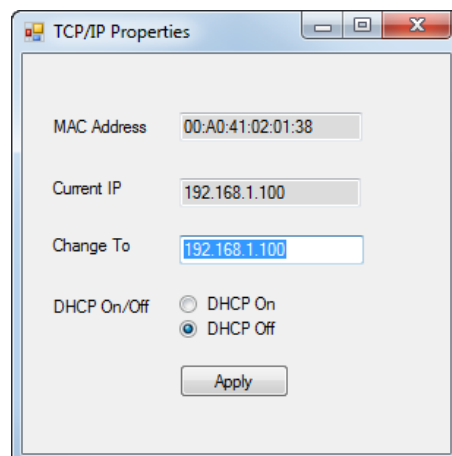 TCP/IP Properties
MAC Address 00:A0:41:02:01:38
Current IP 192.168.1.100
Change To 192.168.1.100
DHCP On/Off DHCP On
DHCP Off
Apply